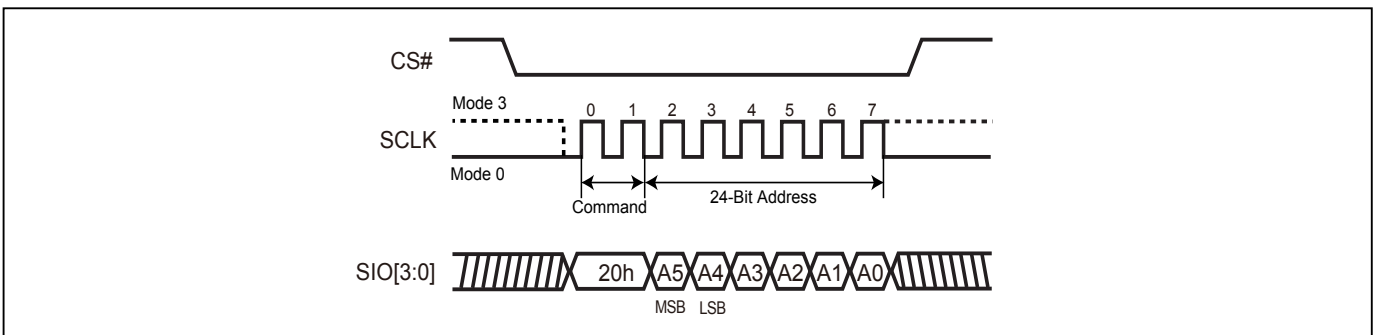 CS#
Mode 3
0 1 2 3 4 5 6 7
SCLK
Mode 0
Command
24-Bit Address
SIO[3:0]
20h A5 A4 A3 A2 A1 A0
MSB LSB